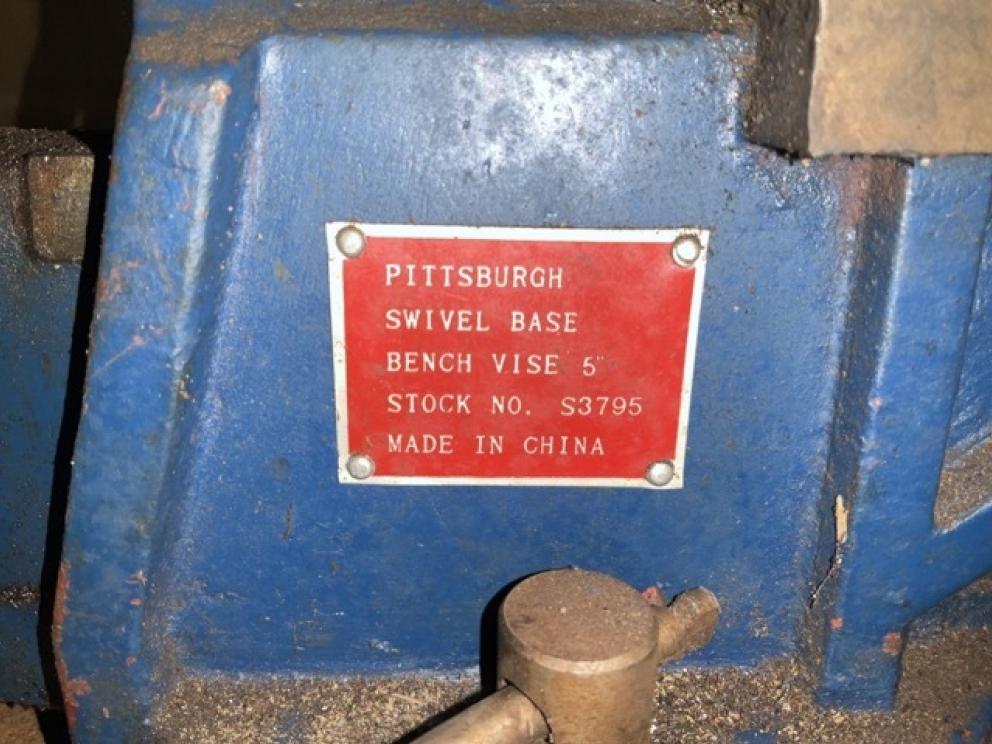 PITTSBURGH
SWIVEL BASE
BENCH VISE 5"
STOCK NO. S3795
MADE IN CHINA